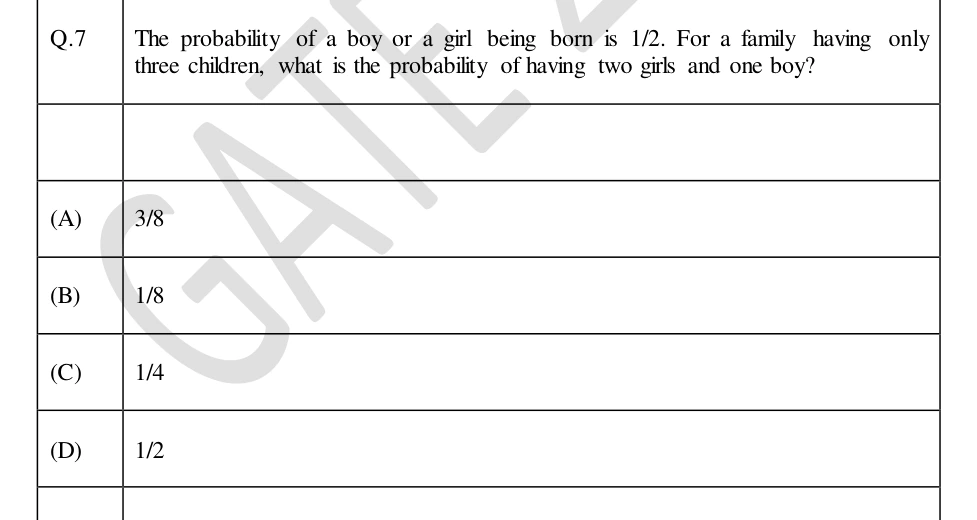 Q.7 The probability of a boy or a girl being born is 1/2. For a family having only
three children, what is the probability of having two girls and one boy?
(A) 3/8
(B) 1/8
(C) 1/4
(D) 1/2
GATE